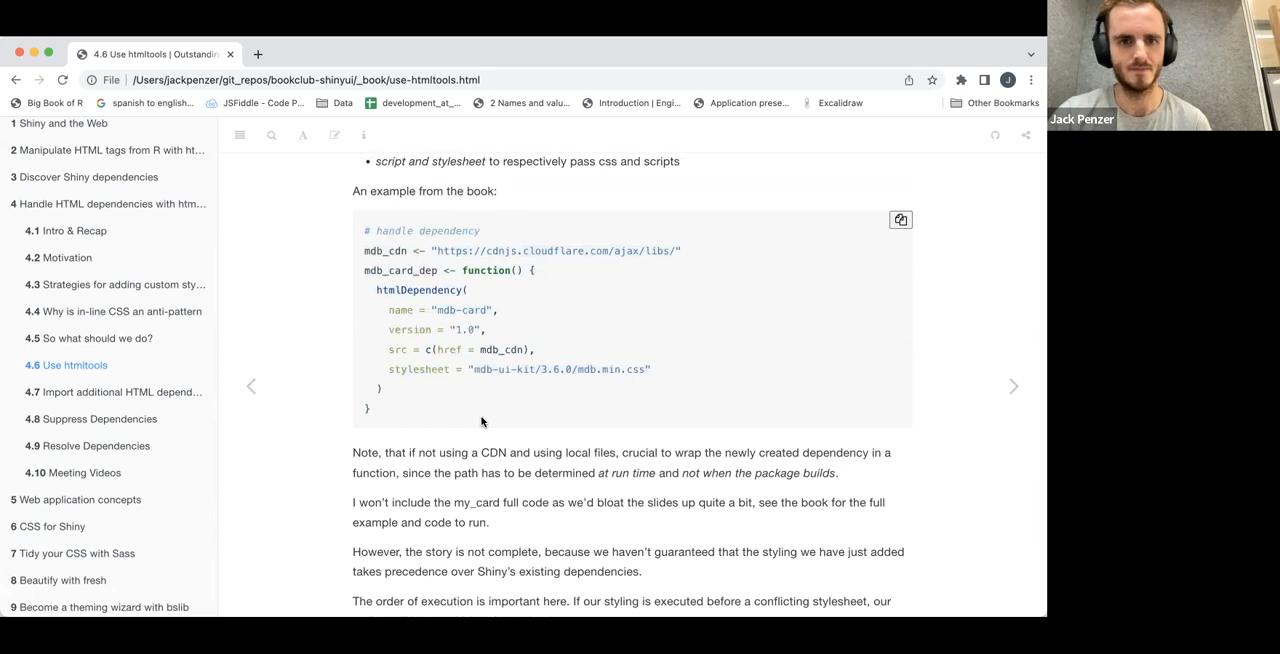 4.6 Use htmltools | Outstandin
File
/Users/jackpenzer/git_repos/bookclub-shinyui/_book/use-htmltools.html
J
Big Book of R
spanish to english...
JSFiddle - Code P...
Data
development_at_...
2 Names and valu...
Introduction | Engi...
Application prese...
Excalidraw
Other Bookmarks
Jack Penzer
1 Shiny and the Web
2 Manipulate HTML tags from R with ht...
3 Discover Shiny dependencies
4 Handle HTML dependencies with htm...
4.1 Intro & Recap
4.2 Motivation
4.3 Strategies for adding custom sty...
4.4 Why is in-line CSS an anti-pattern
4.5 So what should we do?
4.6 Use htmltools
4.7 Import additional HTML depend...
4.8 Suppress Dependencies
4.9 Resolve Dependencies
4.10 Meeting Videos
5 Web application concepts
6 CSS for Shiny
7 Tidy your CSS with Sass
8 Beautify with fresh
9 Become a theming wizard with bslib
A
i
• script and stylesheet to respectively pass css and scripts
An example from the book:
# handle dependency
mdb_cdn <- "https://cdnjs.cloudflare.com/ajax/libs/"
mdb_card_dep <- function() {
htmlDependency(
name = "mdb-card",
version = "1.0",
src = c(href = mdb_cdn),
stylesheet = "mdb-ui-kit/3.6.0/mdb.min.css"
)
}
Note, that if not using a CDN and using local files, crucial to wrap the newly created dependency in a
function, since the path has to be determined at run time and not when the package builds.
I won't include the my_card full code as we'd bloat the slides up quite a bit, see the book for the full
example and code to run.
However, the story is not complete, because we haven't guaranteed that the styling we have just added
takes precedence over Shiny's existing dependencies.
The order of execution is important here. If our styling is executed before a conflicting stylesheet, our